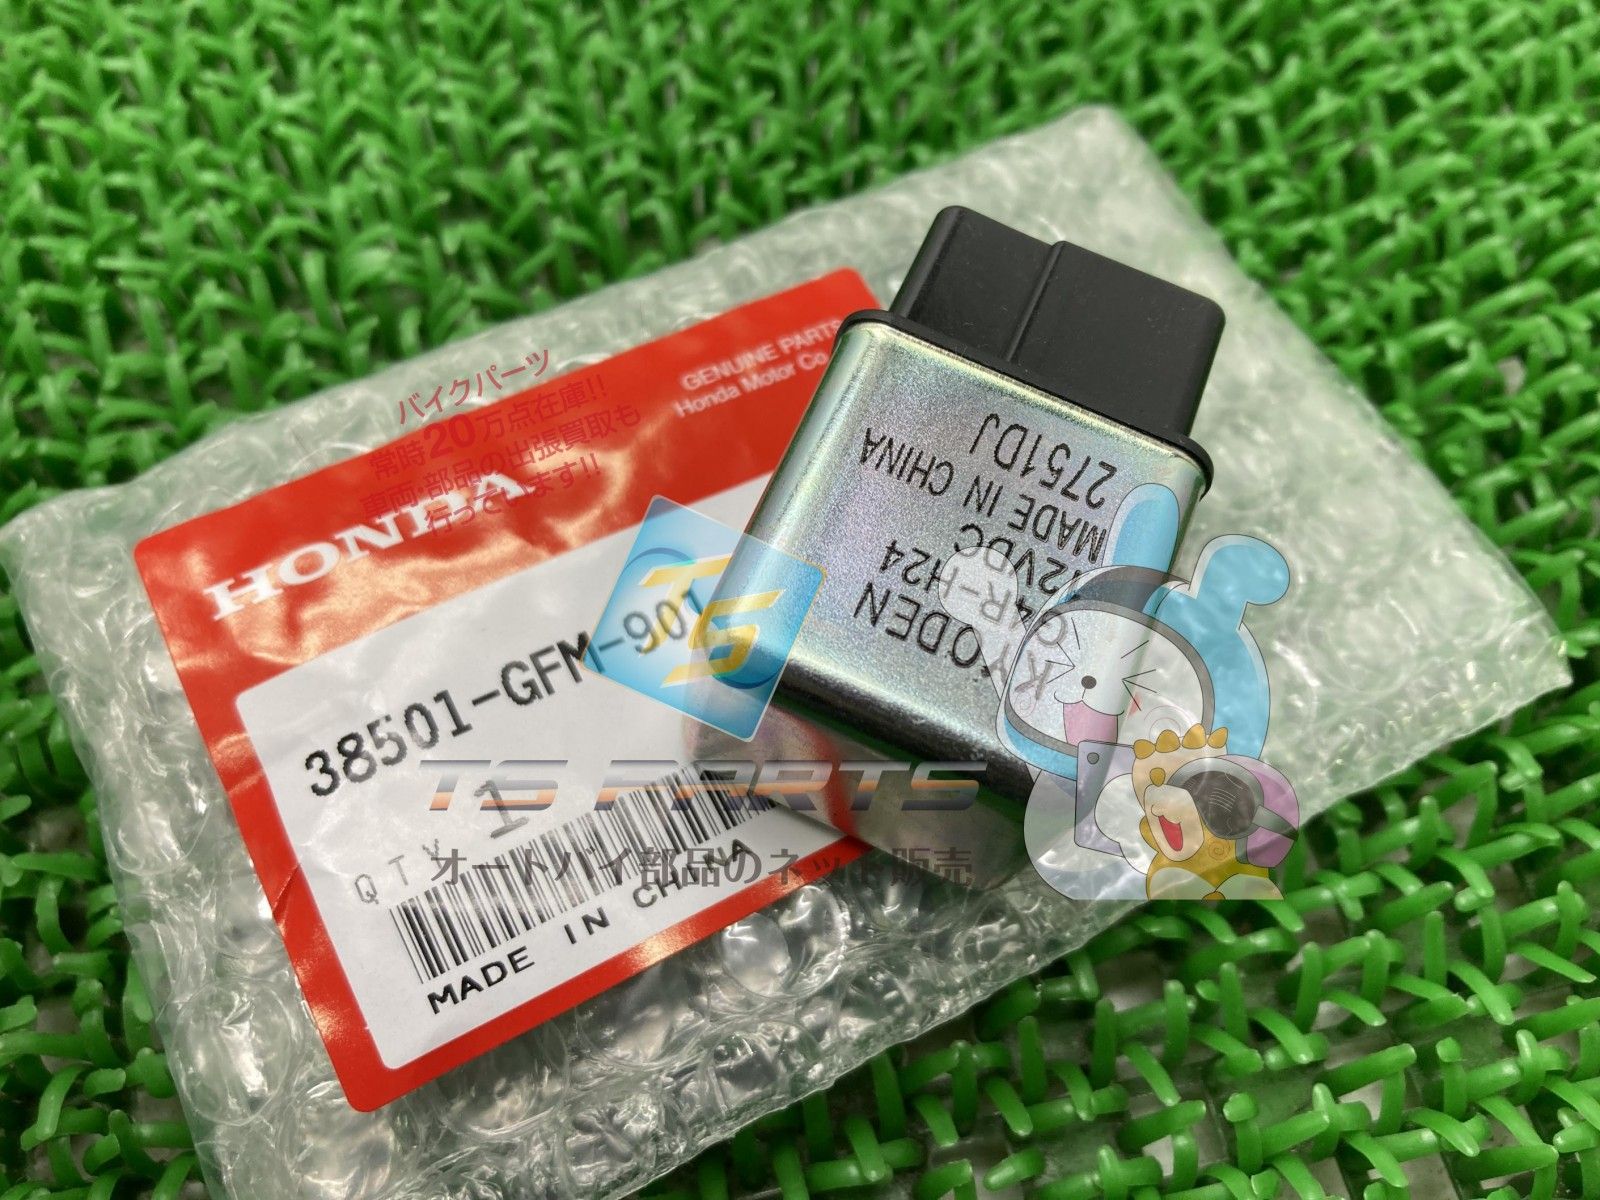 バイクパーツ
常時20万点在庫!!
車両・部品の出張買取も
行っています!!
GENUINE PARTS
Honda Motor Co
HONDA
38501-GFM-901
QTY 1
MADE IN CHINA
KYODEN
G4R-H24
12VDC
MADE IN CHINA
2751DJ
TS
TS PARTS
オートバイ部品のネット販売